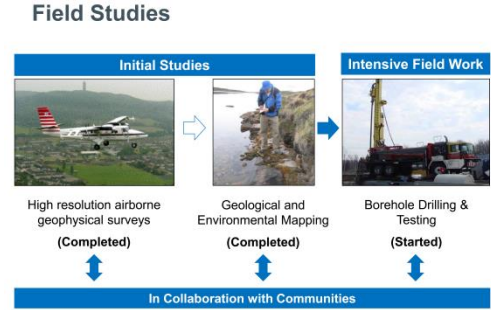 Field Studies
Initial Studies
Intensive Field Work
High resolution airborne
geophysical surveys
(Completed)
Geological and
Environmental Mapping
(Completed)
Borehole Drilling &
Testing
(Started)
In Collaboration with Communities